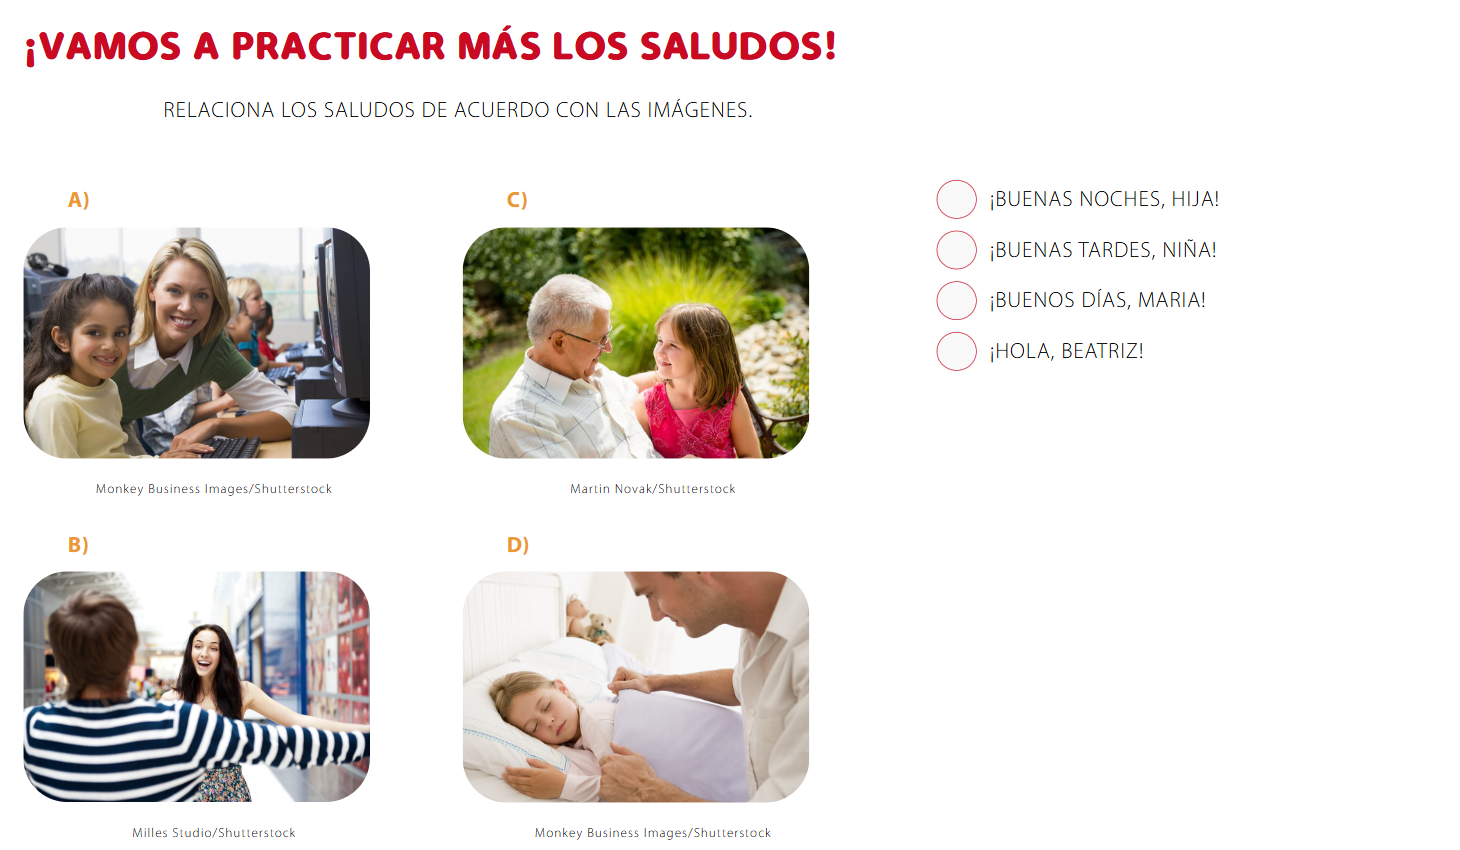 ¡VAMOS A PRACTICAR MÁS LOS SALUDOS!
RELACIONA LOS SALUDOS DE ACUERDO CON LAS IMÁGENES.
A)
Monkey Business Images/Shutterstock
B)
Milles Studio/Shutterstock
C)
Martin Novak/Shutterstock
D)
Monkey Business Images/Shutterstock
¡BUENAS NOCHES, HIJA!
¡BUENAS TARDES, NIÑA!
¡BUENOS DÍAS, MARIA!
¡HOLA, BEATRIZ!